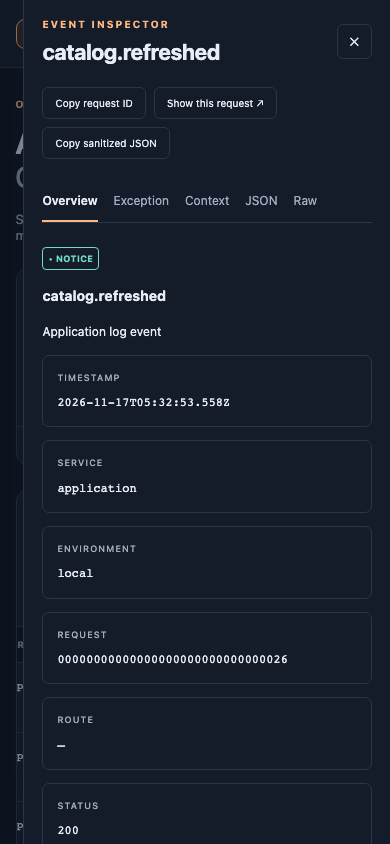 EVENT INSPECTOR
catalog.refreshed
×
Copy request ID
Show this request ↗
Copy sanitized JSON
Overview Exception Context JSON Raw
• NOTICE
catalog.refreshed
Application log event
TIMESTAMP
2026-11-17T05:32:53.558Z
SERVICE
application
ENVIRONMENT
local
REQUEST
00000000000000000000000000000026
ROUTE
—
STATUS
200